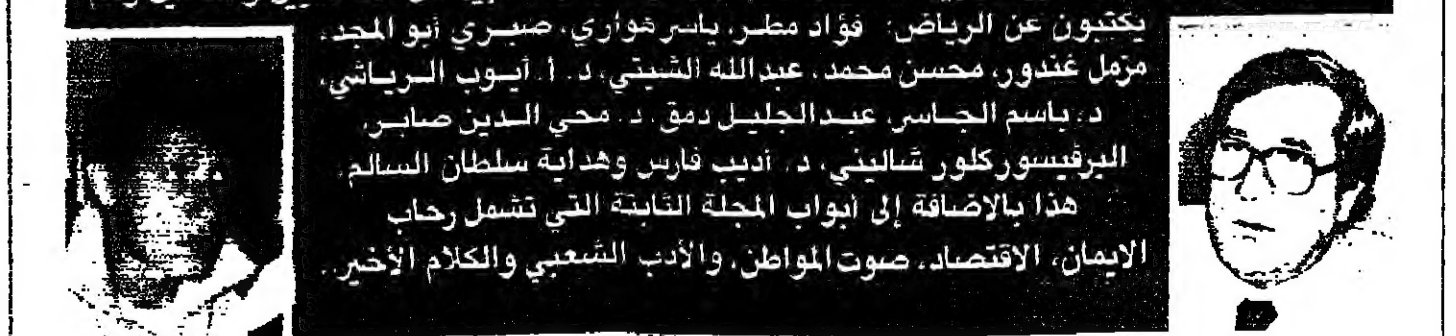 يكتبون عن الرياض: فؤاد مطر، ياسر هواري، صبري أبو المجد،
مزمل غندور، محسن محمد، عبدالله الشيتي، د. أ. أيوب الرياشي،
د. باسم الجسر، عبدالجليل دمق، د. محي الدين صابر،
البرفيسور كلور شاليني، د. أديب فارس وهداية سلطان السالم.
هذا بالاضافة إلى أبواب المجلة الثابتة التي تشمل رحاب
الايمان، الاقتصاد، صوت المواطن، والأدب الشعبي والكلام الأخير..